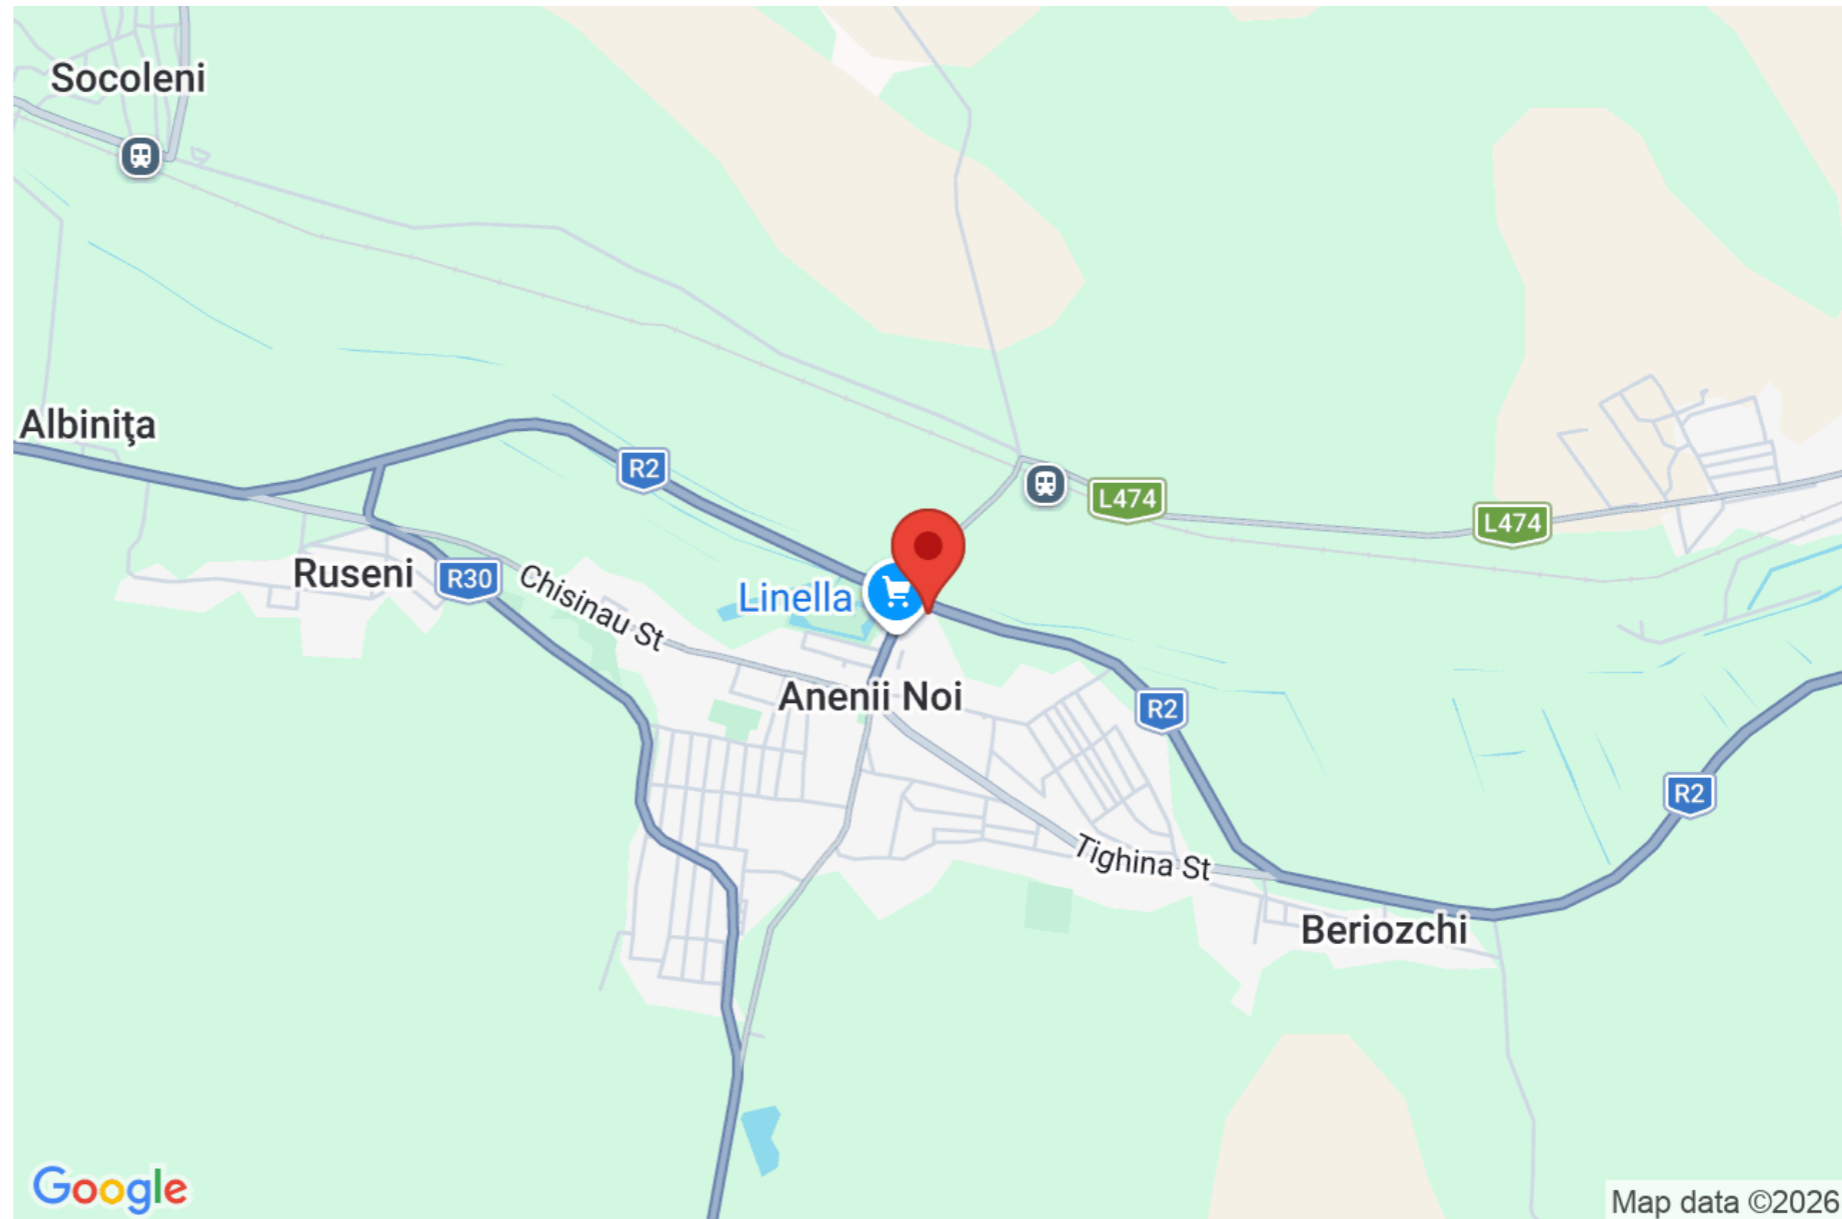 Socoleni
Albiniţa
R2
L474
L474
Ruseni
R30
Chisinau St
Linella
Anenii Noi
R2
R2
Tighina St
Beriozchi
Google
Map data ©2026